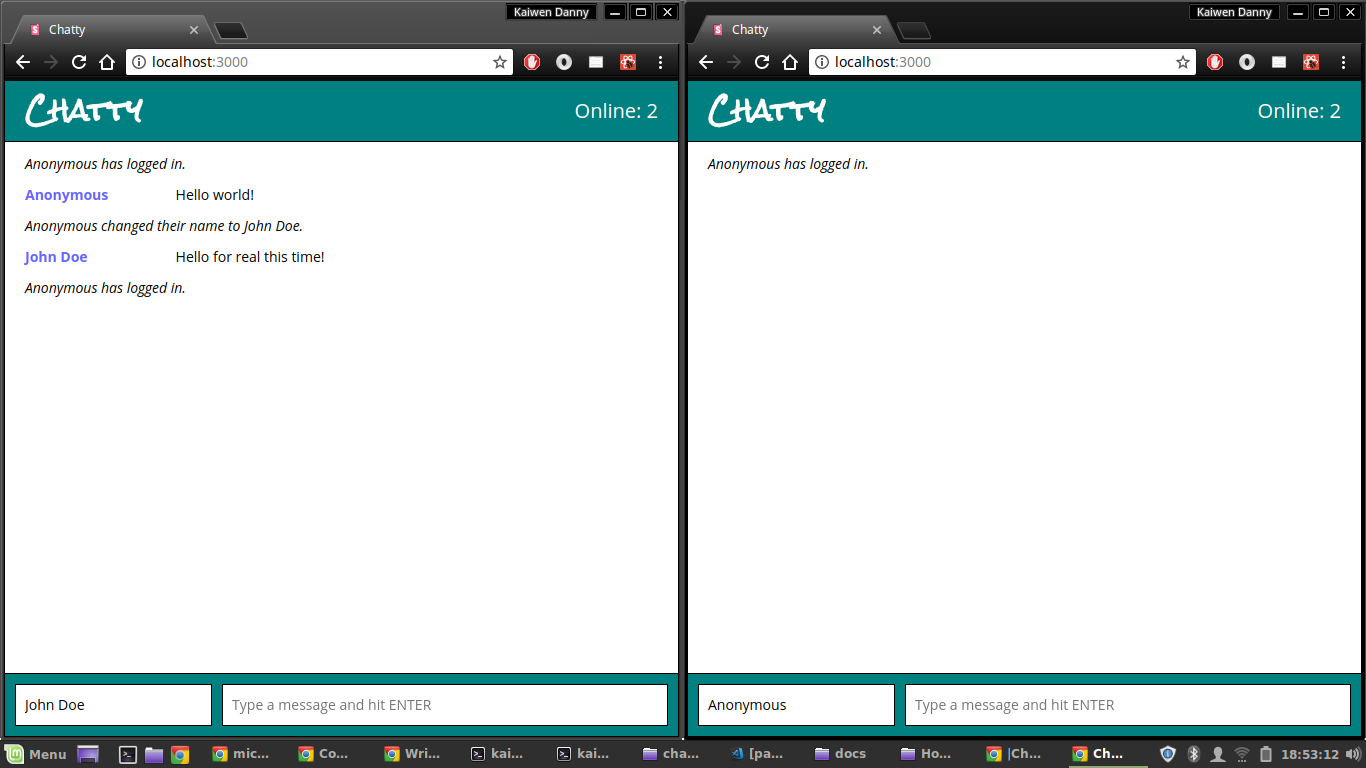 Kaiwen Danny
Chatty
localhost:3000
Chatty
Online: 2
Anonymous has logged in.
Anonymous Hello world!
Anonymous changed their name to John Doe.
John Doe Hello for real this time!
Anonymous has logged in.
John Doe
Type a message and hit ENTER
Kaiwen Danny
Chatty
localhost:3000
Chatty
Online: 2
Anonymous has logged in.
Anonymous
Type a message and hit ENTER
Menu mic... Co... Wri... kai... kai... cha... [pa... docs Ho... |Ch... Ch... 18:53:12